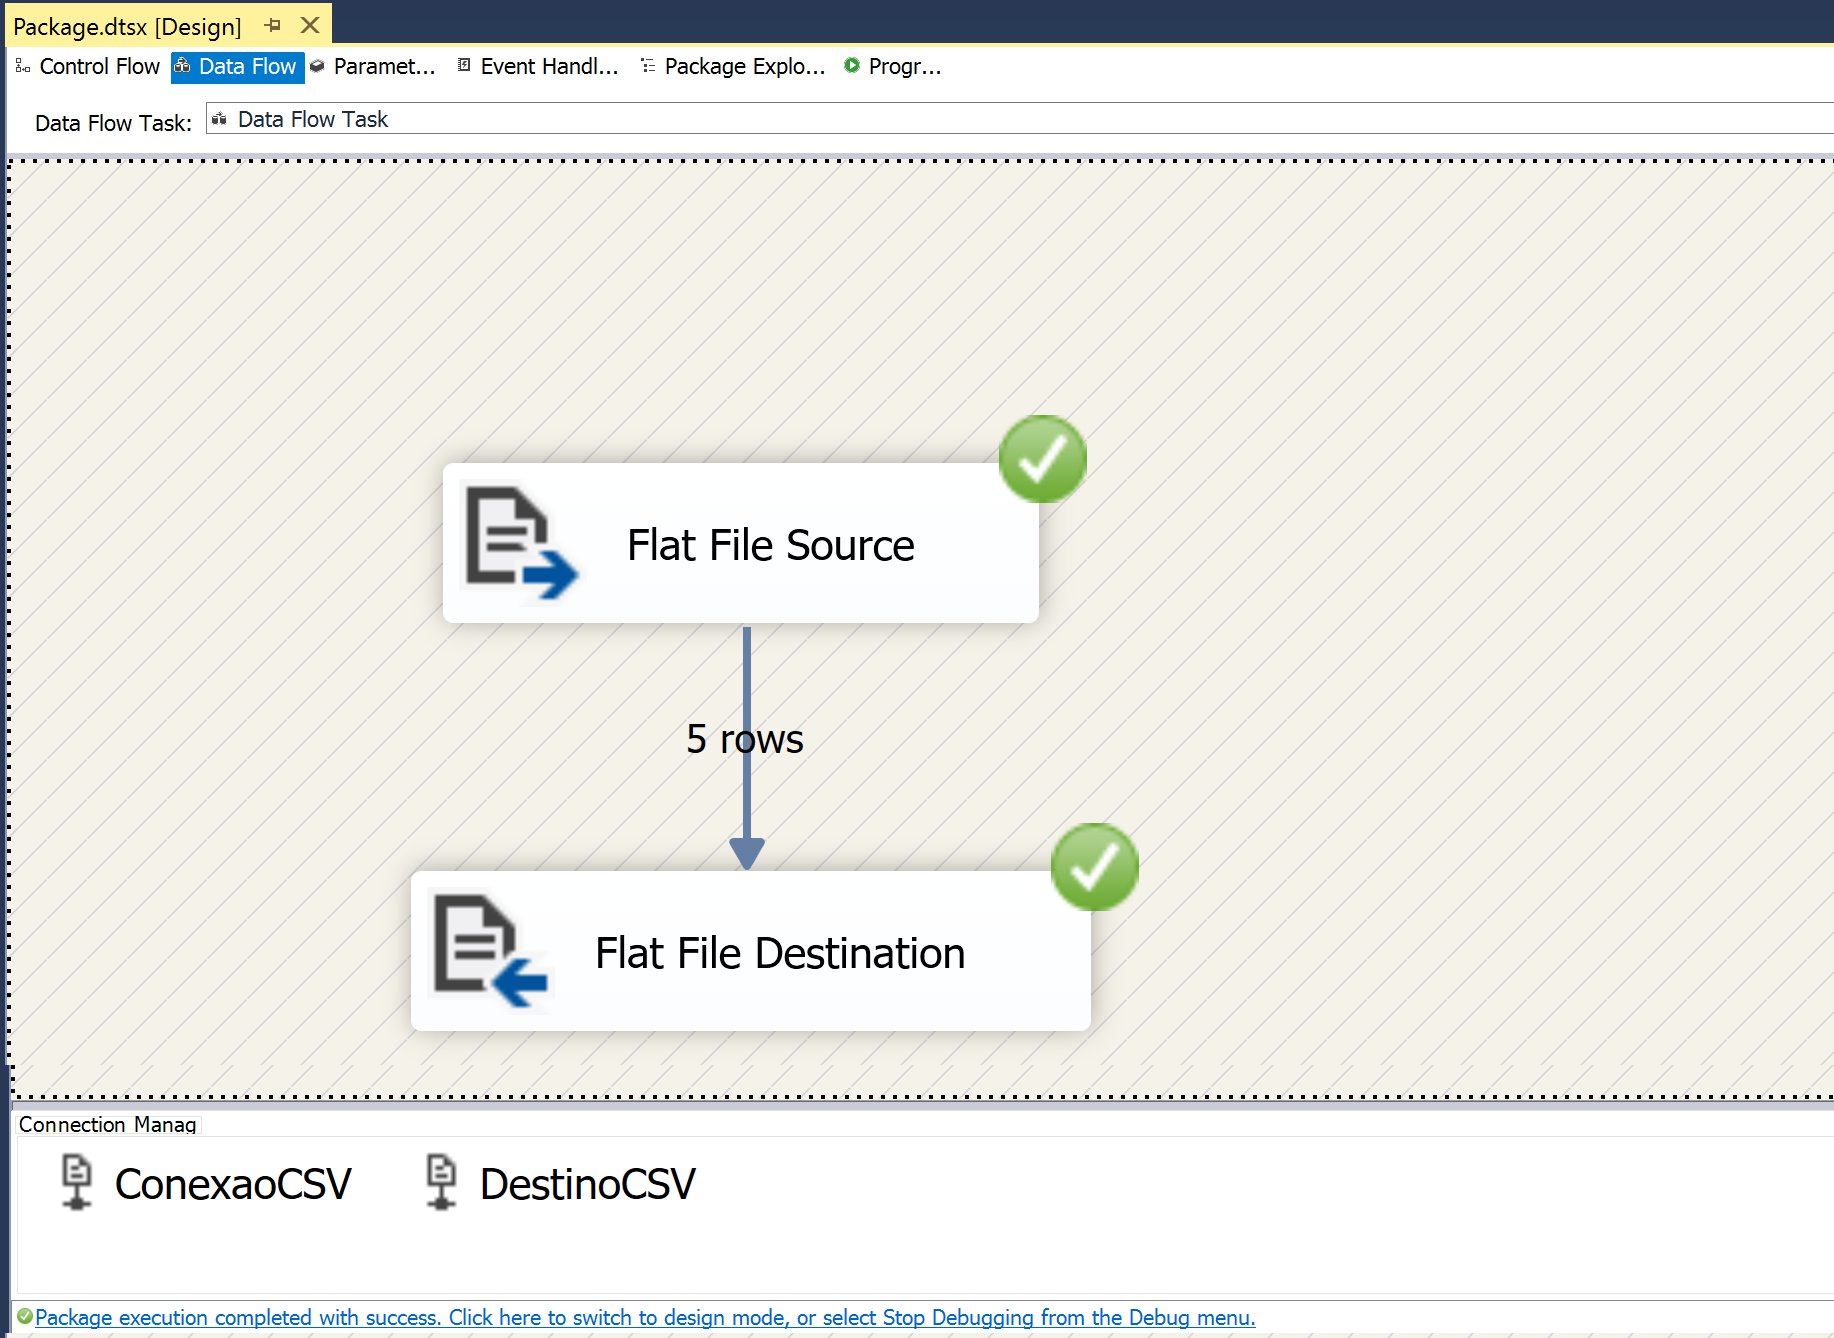 Package.dtsx [Design]
Control Flow Data Flow Paramet... Event Handl... Package Explo... Progr...
Data Flow Task: Data Flow Task
Flat File Source
5 rows
Flat File Destination
Connection Manag
ConexaoCSV DestinoCSV
Package execution completed with success. Click here to switch to design mode, or select Stop Debugging from the Debug menu.